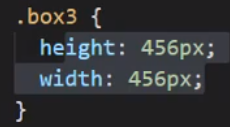 .box3 {
height: 456px;
width: 456px;
}